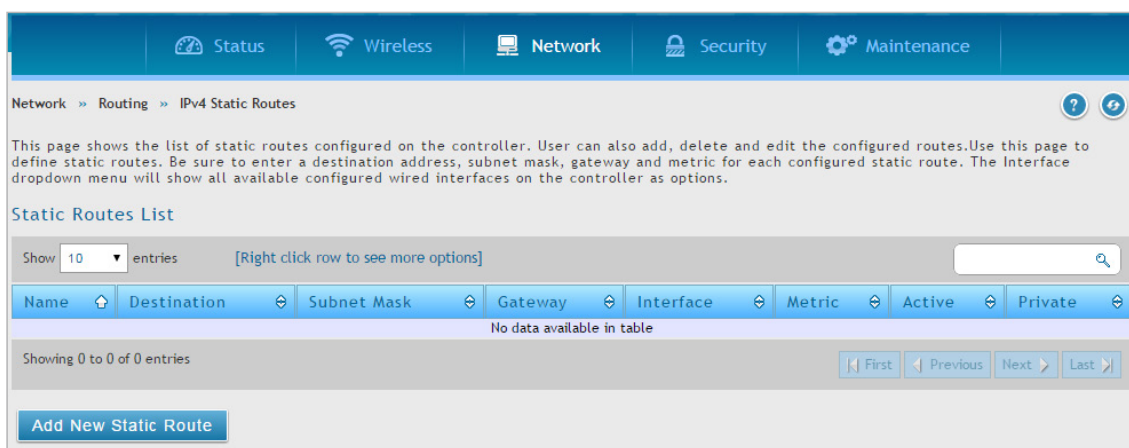 Status Wireless Network Security Maintenance
Network » Routing » IPv4 Static Routes
This page shows the list of static routes configured on the controller. User can also add, delete and edit the configured routes.Use this page to
define static routes. Be sure to enter a destination address, subnet mask, gateway and metric for each configured static route. The Interface
dropdown menu will show all available configured wired interfaces on the controller as options.
Static Routes List
Show 10 entries [Right click row to see more options]
Name Destination Subnet Mask Gateway Interface Metric Active Private
No data available in table
Showing 0 to 0 of 0 entries First Previous Next Last
Add New Static Route